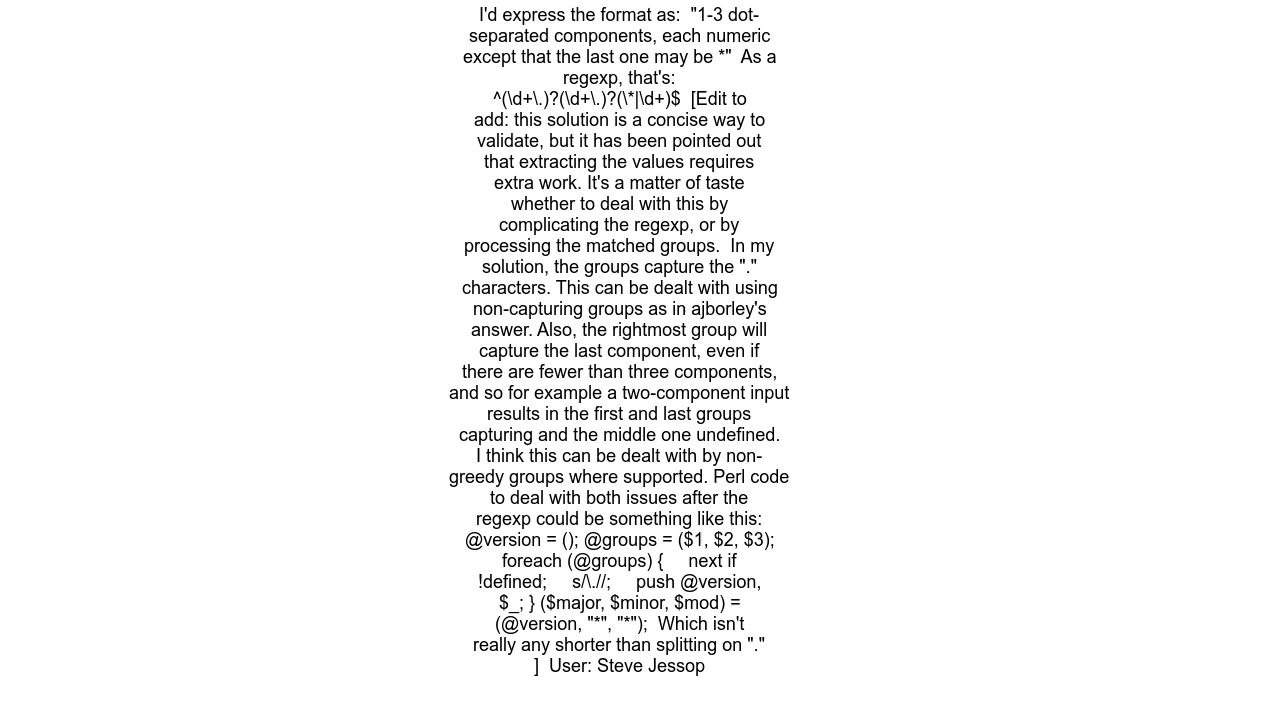 I'd express the format as:  "1-3 dot-
separated components, each numeric
except that the last one may be *"  As a
regexp, that's:
^(\d+\.)?(\d+\.)?(\*|\d+)$  [Edit to
add: this solution is a concise way to
validate, but it has been pointed out
that extracting the values requires
extra work. It's a matter of taste
whether to deal with this by
complicating the regexp, or by
processing the matched groups.  In my
solution, the groups capture the "."
characters. This can be dealt with using
non-capturing groups as in ajborley's
answer. Also, the rightmost group will
capture the last component, even if
there are fewer than three components,
and so for example a two-component input
results in the first and last groups
capturing and the middle one undefined.
I think this can be dealt with by non-
greedy groups where supported. Perl code
to deal with both issues after the
regexp could be something like this:
@version = (); @groups = ($1, $2, $3);
foreach (@groups) {     next if
!defined;     s/\.//;     push @version,
$_; } ($major, $minor, $mod) =
(@version, "*", "*");  Which isn't
really any shorter than splitting on "."
]  User: Steve Jessop